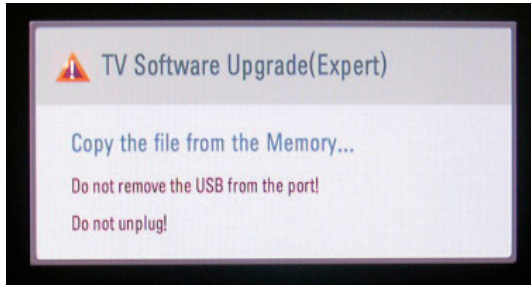 TV Software Upgrade(Expert)
Copy the file from the Memory...
Do not remove the USB from the port!
Do not unplug!